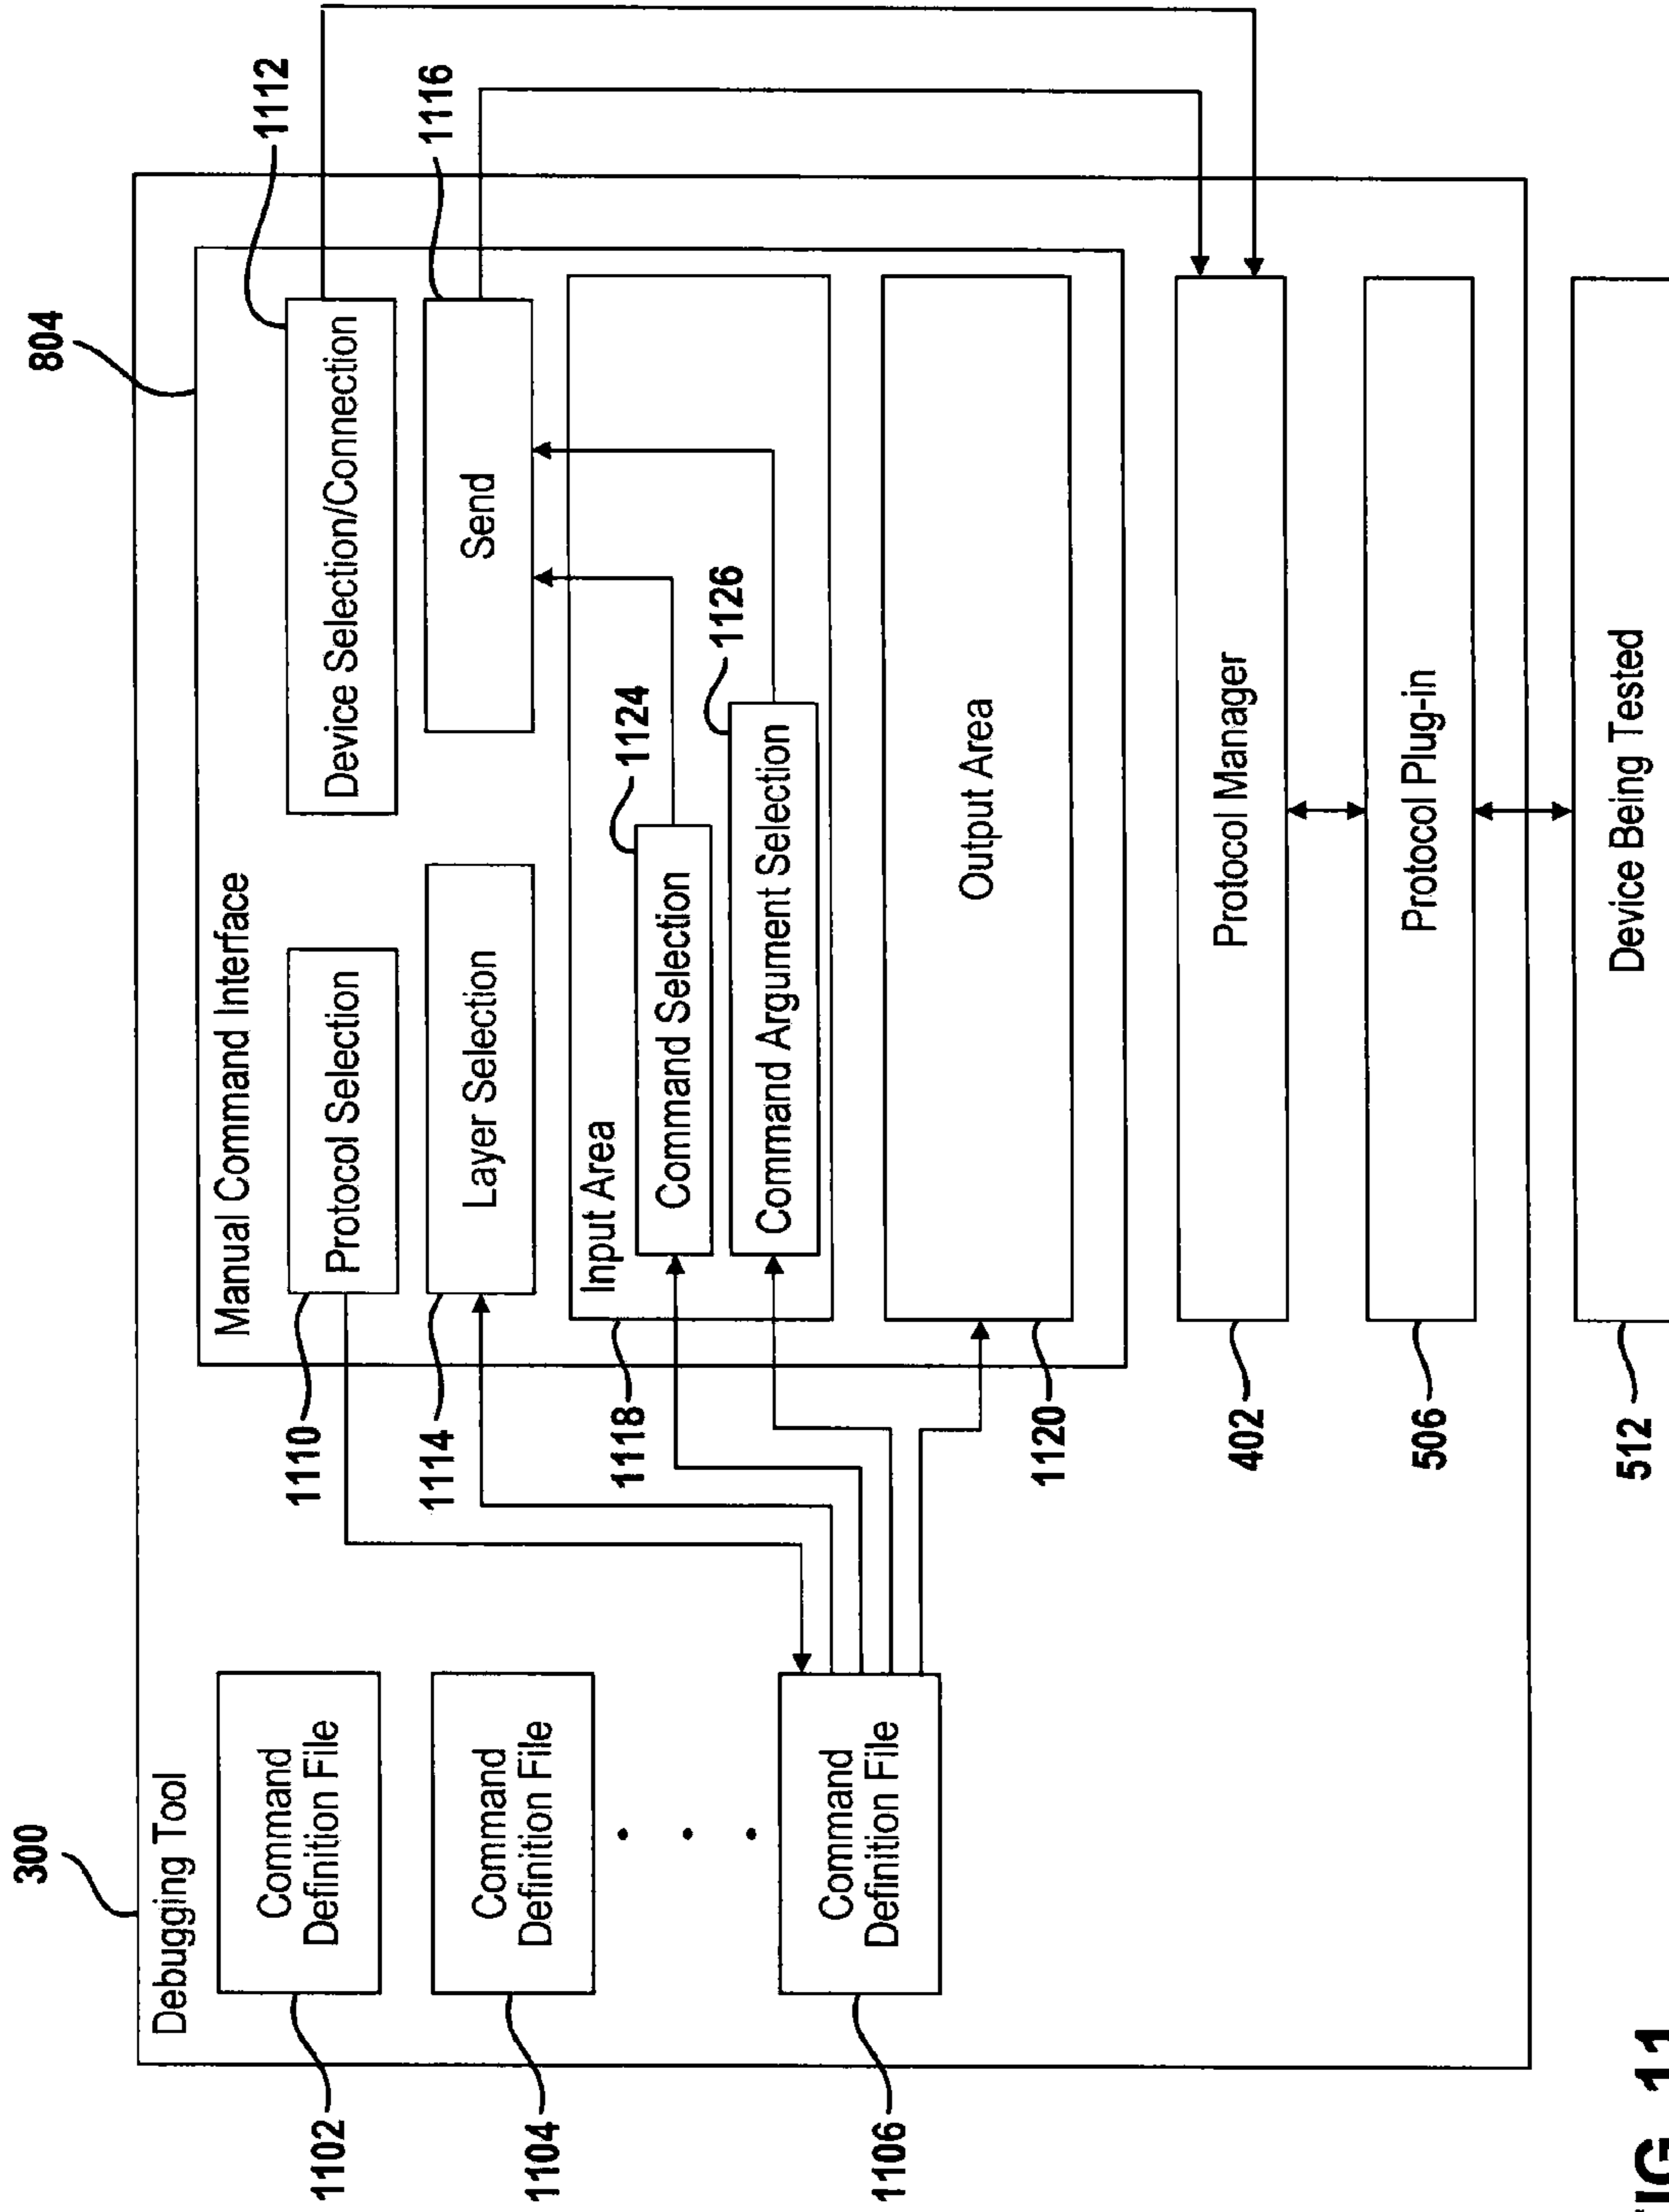 300
Debugging Tool
804
Manual Command Interface
1102
Command
Definition File
1104
Command
Definition File
1106
Command
Definition File
1110
Protocol Selection
1112
Device Selection/Connection
1114
Layer Selection
1116
Send
1118
Input Area
1124
Command Selection
1126
Command Argument Selection
1120
Output Area
402
Protocol Manager
506
Protocol Plug-in
512
Device Being Tested
IG. 11